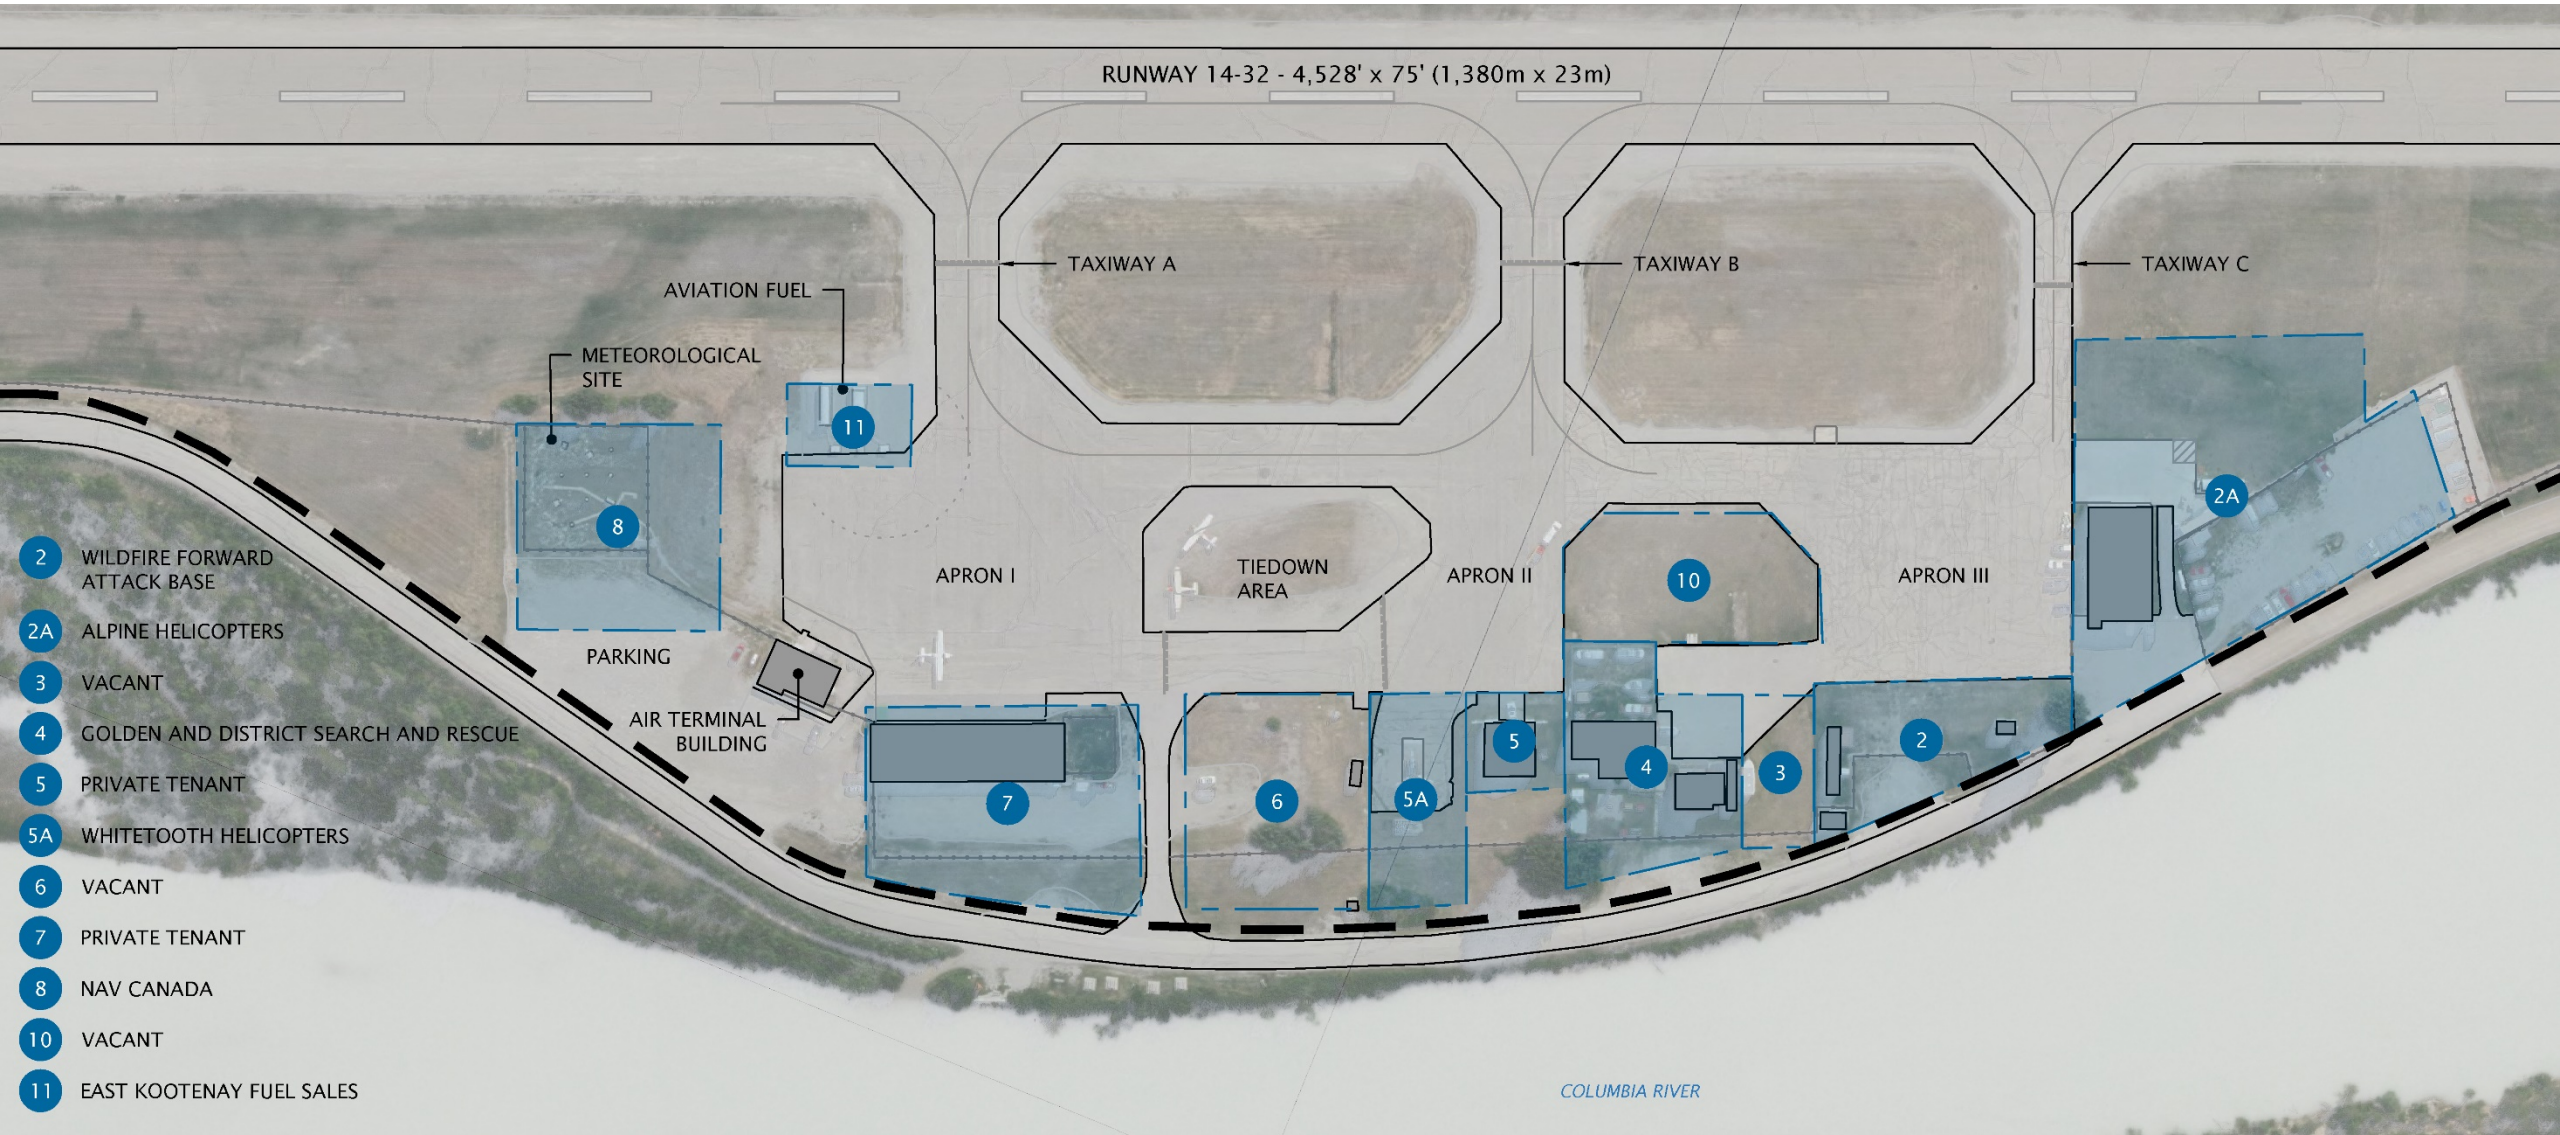 RUNWAY 14-32 - 4,528' x 75' (1,380m x 23m)
TAXIWAY A
TAXIWAY B
TAXIWAY C
AVIATION FUEL
METEOROLOGICAL
SITE
11
8
2A
APRON I
TIEDOWN
AREA
APRON II
10
APRON III
PARKING
AIR TERMINAL
BUILDING
7
6
5A
5
4
3
2
2 WILDFIRE FORWARD
ATTACK BASE
2A ALPINE HELICOPTERS
3 VACANT
4 GOLDEN AND DISTRICT SEARCH AND RESCUE
5 PRIVATE TENANT
5A WHITETOOTH HELICOPTERS
6 VACANT
7 PRIVATE TENANT
8 NAV CANADA
10 VACANT
11 EAST KOOTENAY FUEL SALES
COLUMBIA RIVER